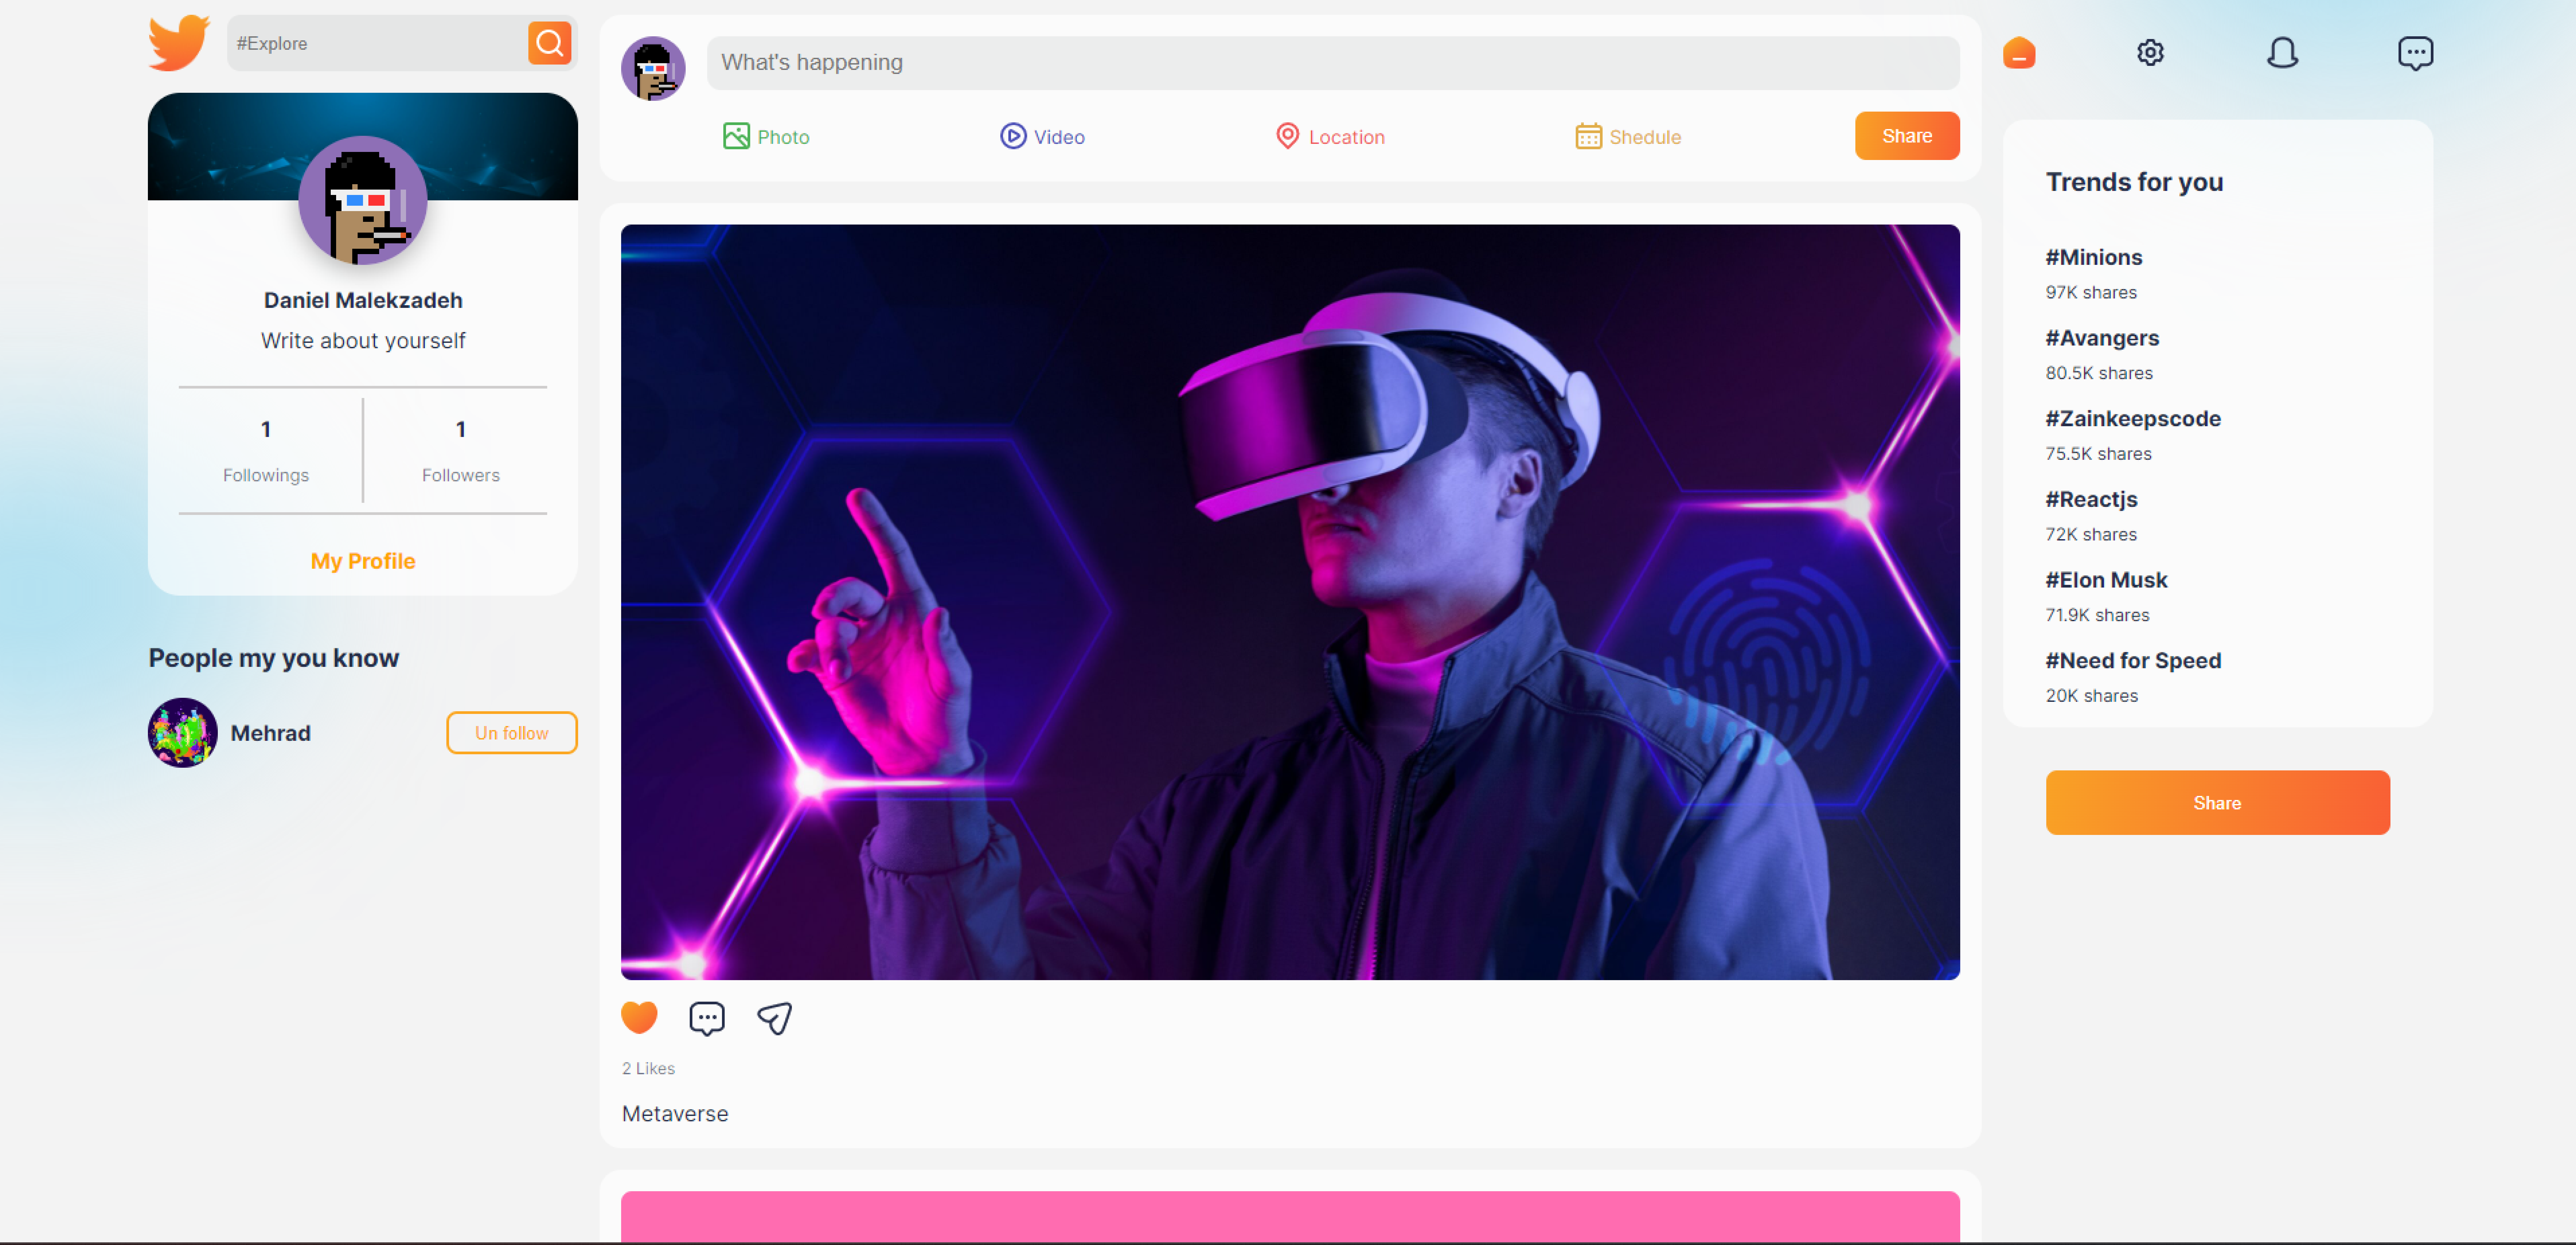 #Explore
Daniel Malekzadeh
Write about yourself
1
Followings
1
Followers
My Profile
People my you know
Mehrad
Un follow
What's happening
Photo
Video
Location
Shedule
Share
2 Likes
Metaverse
Trends for you
#Minions
97K shares
#Avangers
80.5K shares
#Zainkeepscode
75.5K shares
#Reactjs
72K shares
#Elon Musk
71.9K shares
#Need for Speed
20K shares
Share